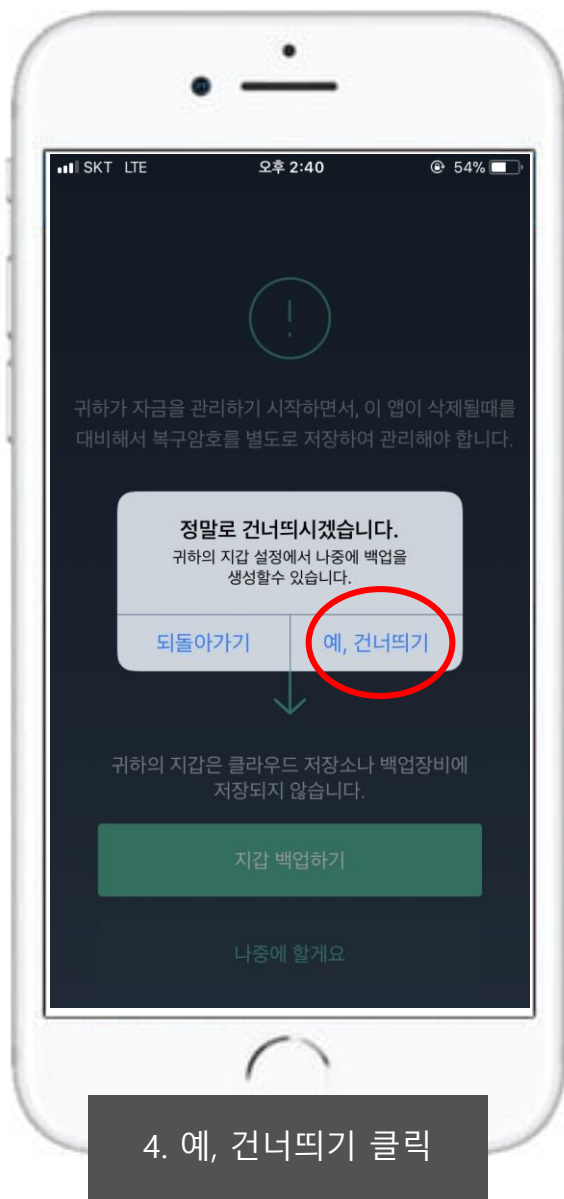 SKT LTE 오후 2:40 54%
귀하가 자금을 관리하기 시작하면서, 이 앱이 삭제될때를
대비해서 복구암호를 별도로 저장하여 관리해야 합니다.
정말로 건너띄시겠습니다.
귀하의 지갑 설정에서 나중에 백업을
생성할수 있습니다.
되돌아가기 예, 건너띄기
귀하의 지갑은 클라우드 저장소나 백업장비에
저장되지 않습니다.
지갑 백업하기
나중에 할게요
4. 예, 건너띄기 클릭